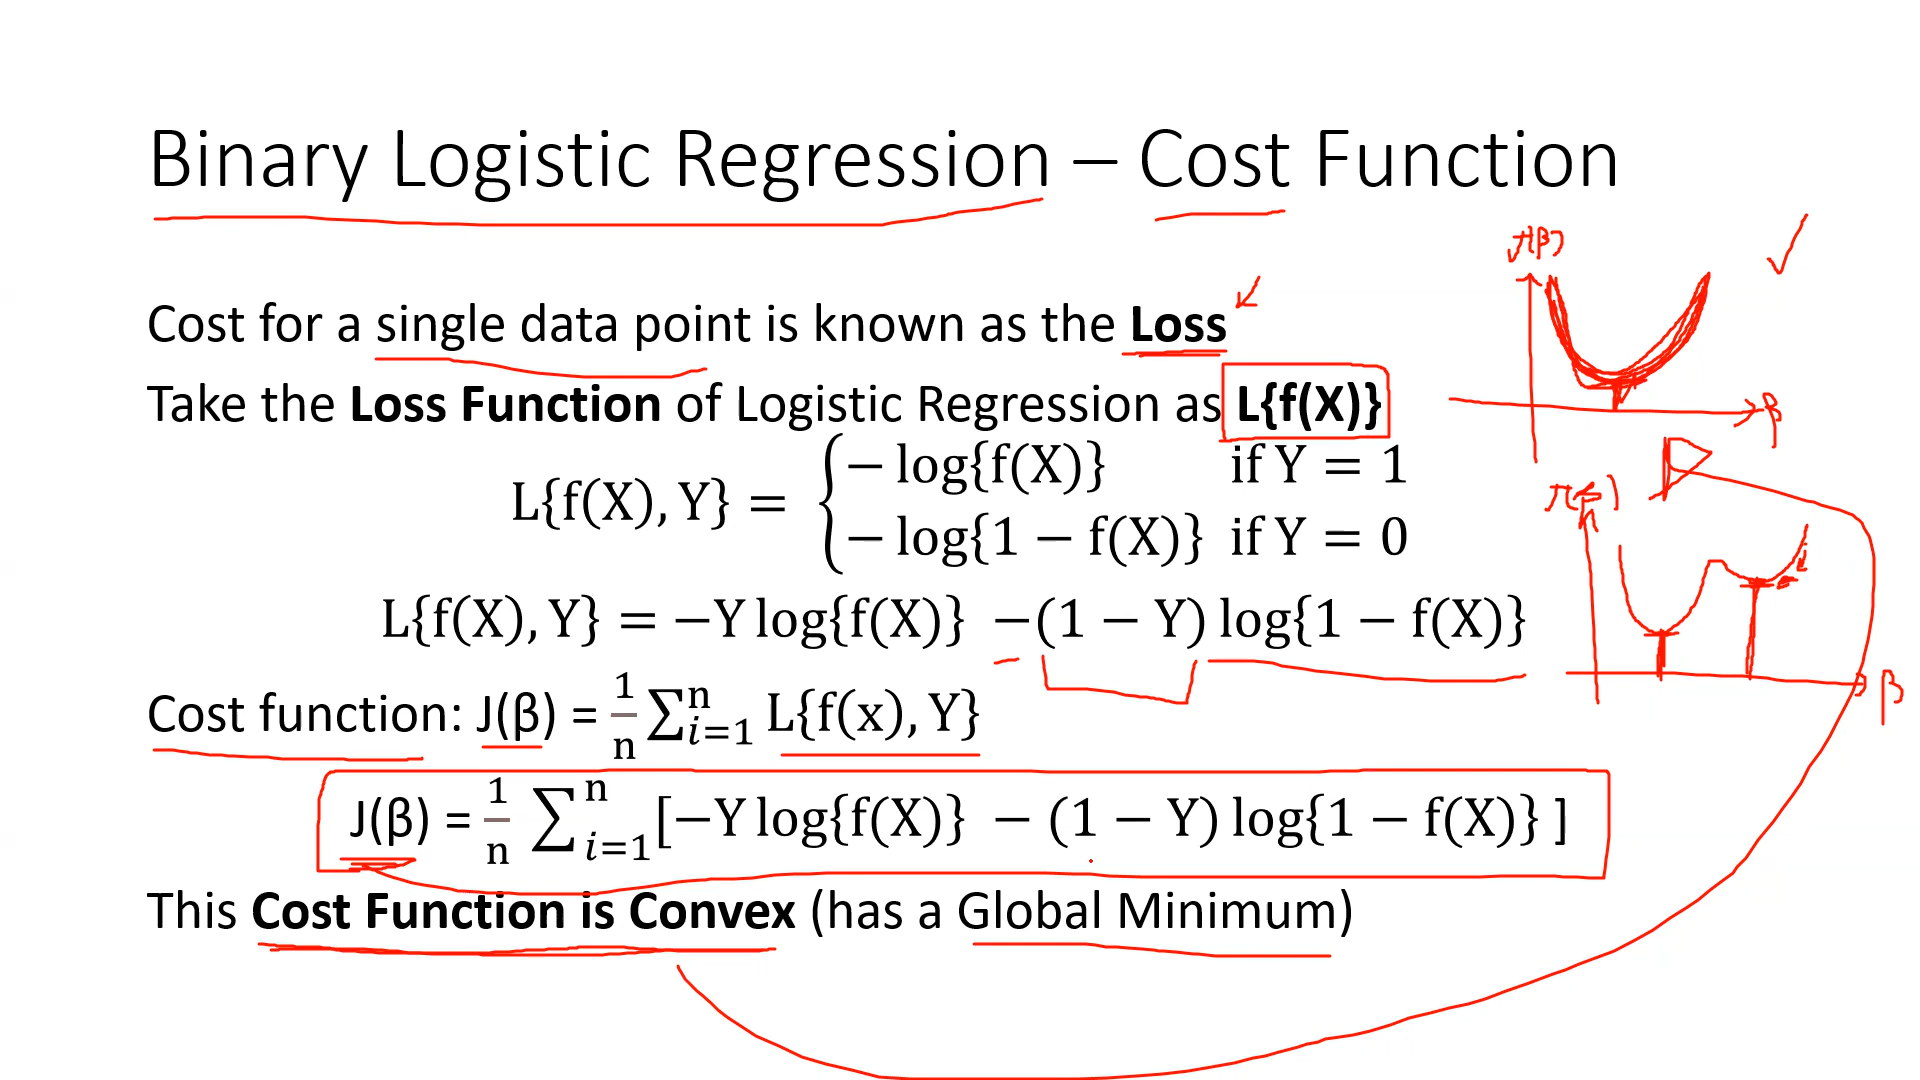 Binary Logistic Regression – Cost Function
Cost for a single data point is known as the Loss
Take the Loss Function of Logistic Regression as L{f(X)}
L{f(X), Y} = { − log{f(X)} if Y = 1
− log{1 − f(X)} if Y = 0
L{f(X), Y} = −Y log{f(X)} −(1 − Y) log{1 − f(X)}
Cost function: J(β) = 1/n ∑ⁿᵢ₌₁ L{f(x), Y}
J(β) = 1/n ∑ⁿᵢ₌₁ [−Y log{f(X)} − (1 − Y) log{1 − f(X)} ]
This Cost Function is Convex (has a Global Minimum)
J(β)
β
β